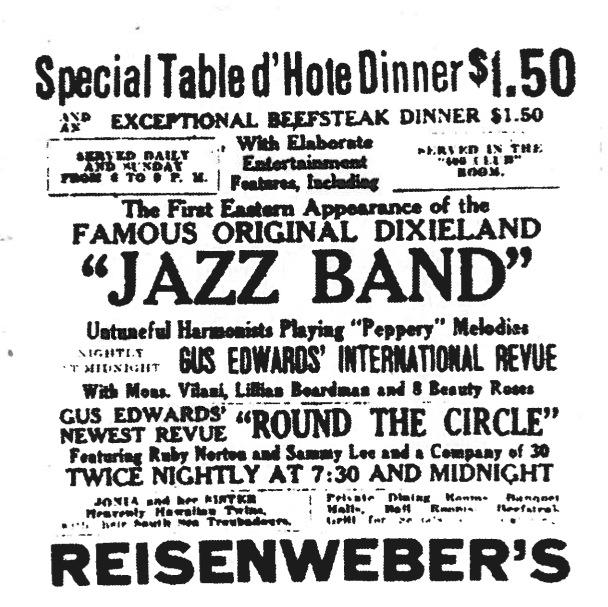 Special Table d'Hote Dinner $1.50
AND AN EXCEPTIONAL BEEFSTEAK DINNER $1.50
SERVED DAILY
AND SUNDAY
FROM 6 TO 9 P. M.
With Elaborate
Entertainment
Features, Including
SERVED IN THE
"400 CLUB"
ROOM.
The First Eastern Appearance of the
FAMOUS ORIGINAL DIXIELAND
"JAZZ BAND"
Untuneful Harmonists Playing "Peppery" Melodies
NIGHTLY
AT MIDNIGHT
GUS EDWARDS' INTERNATIONAL REVUE
With Mons. Vilani, Lillian Boardman and 8 Beauty Roses
GUS EDWARDS'
NEWEST REVUE
"ROUND THE CIRCLE"
Featuring Ruby Norton and Sammy Lee and a Company of 30
TWICE NIGHTLY AT 7:30 AND MIDNIGHT
JONIA and her SISTER
Heavenly Hawaiian Twins,
with their South Sea Troubadours.
Private Dining Rooms Banquet
Halls, Ball Rooms. Beefsteak
Grill for
REISENWEBER'S